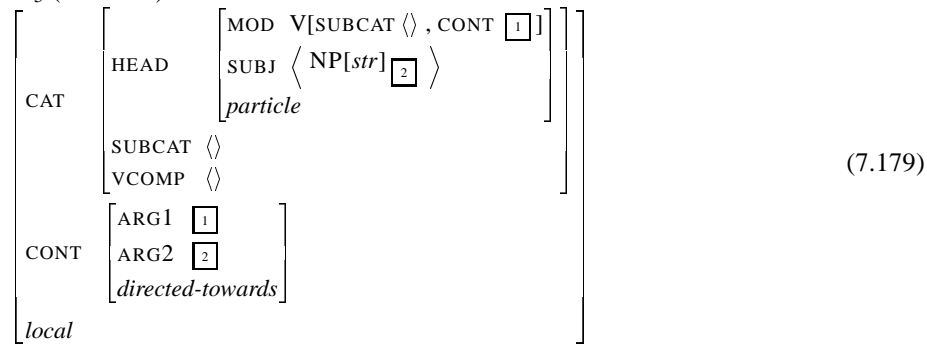 MOD V[SUBCAT ⟨⟩ , CONT 1 ]
HEAD SUBJ ⟨ NP[str] 2 ⟩
CAT particle
SUBCAT ⟨⟩
VCOMP ⟨⟩
(7.179)
ARG1 1
CONT ARG2 2
directed-towards
local